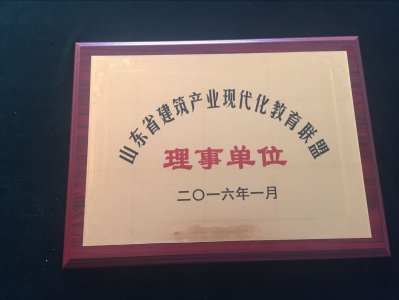 山东省建筑产业现代化教育联盟
理事单位
二〇一六年一月